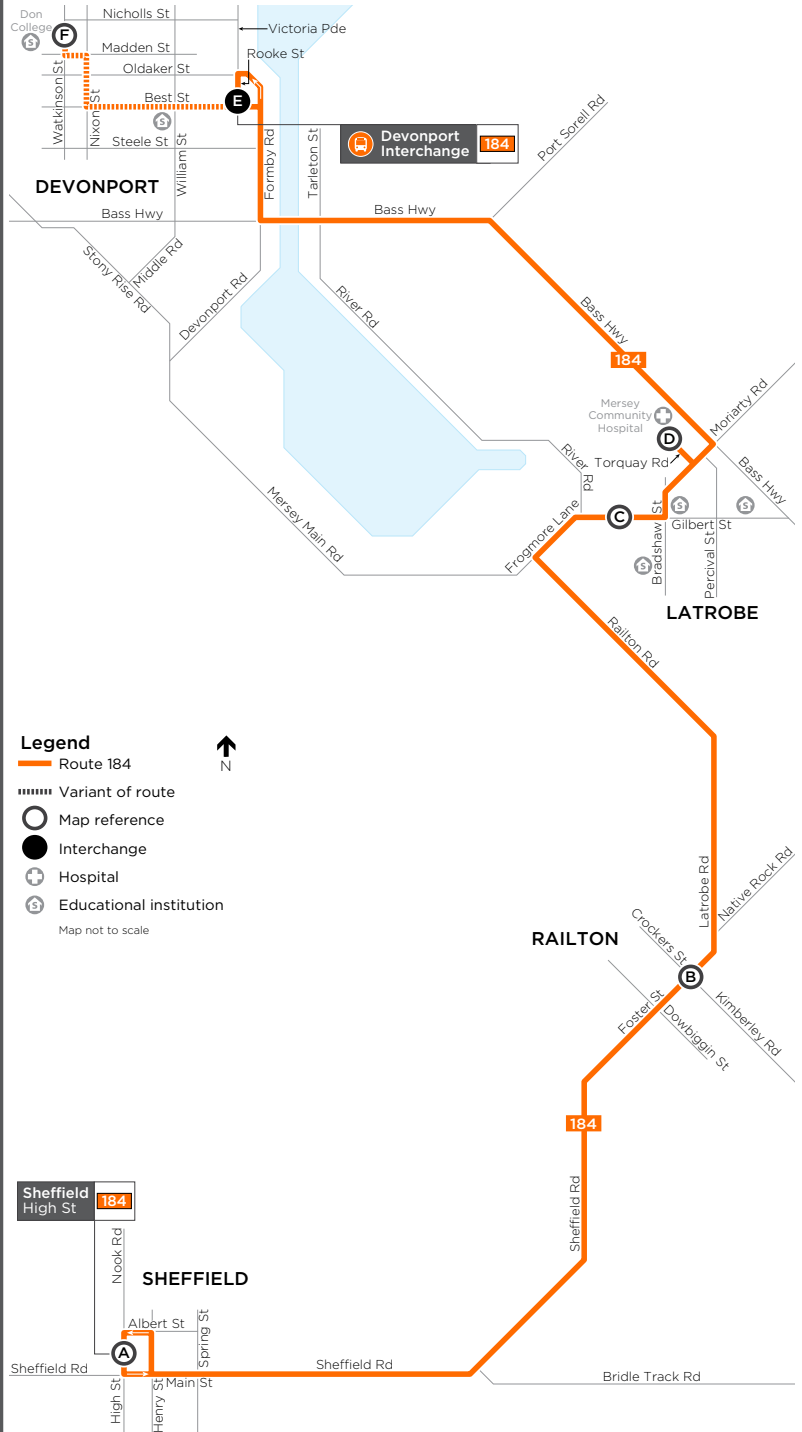 Don
College
F
Nicholls St
Victoria Pde
Madden St
Rooke St
Oldaker St
Best St
E
Watkinson St
Nixon St
Steele St
William St
Formby Rd
Tarleton St
Devonport
Interchange
184
Port Sorell Rd
DEVONPORT
Bass Hwy
Bass Hwy
Stony Rise Rd
Middle Rd
Devonport Rd
River Rd
Bass Hwy
184
Mersey
Community
Hospital
D
Moriarty Rd
Torquay Rd
River
Rd
Bass Hwy
Mersey Main Rd
Frogmore Lane
C
Bradshaw St
Gilbert St
Percival St
LATROBE
Railton Rd
Legend
Route 184
Variant of route
Map reference
Interchange
Hospital
Educational institution
Map not to scale
N
Latrobe Rd
Native Rock Rd
RAILTON
Crockers St
B
Foster St
Dowbiggin St
Kimberley Rd
184
Sheffield Rd
Sheffield
High St
184
Nook Rd
SHEFFIELD
Albert St
Spring St
A
Sheffield Rd
Main St
Sheffield Rd
Bridle Track Rd
High St
Henry St